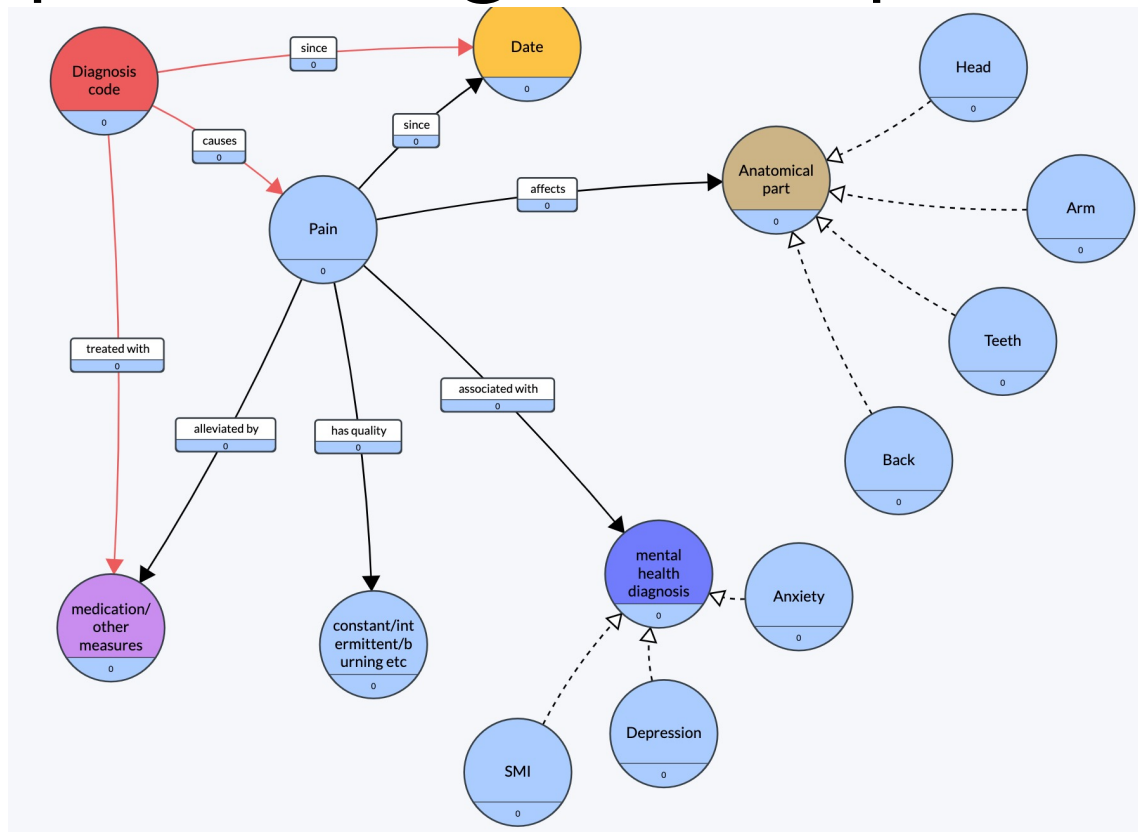 Diagnosis
code
0
since
0
Date
0
Head
0
causes
0
since
0
Pain
0
affects
0
Anatomical
part
0
Arm
0
treated with
0
Teeth
0
associated with
0
alleviated by
0
has quality
0
Back
0
mental
health
diagnosis
0
Anxiety
0
medication/
other
measures
0
constant/int
ermittent/b
urning etc
0
Depression
0
SMI
0